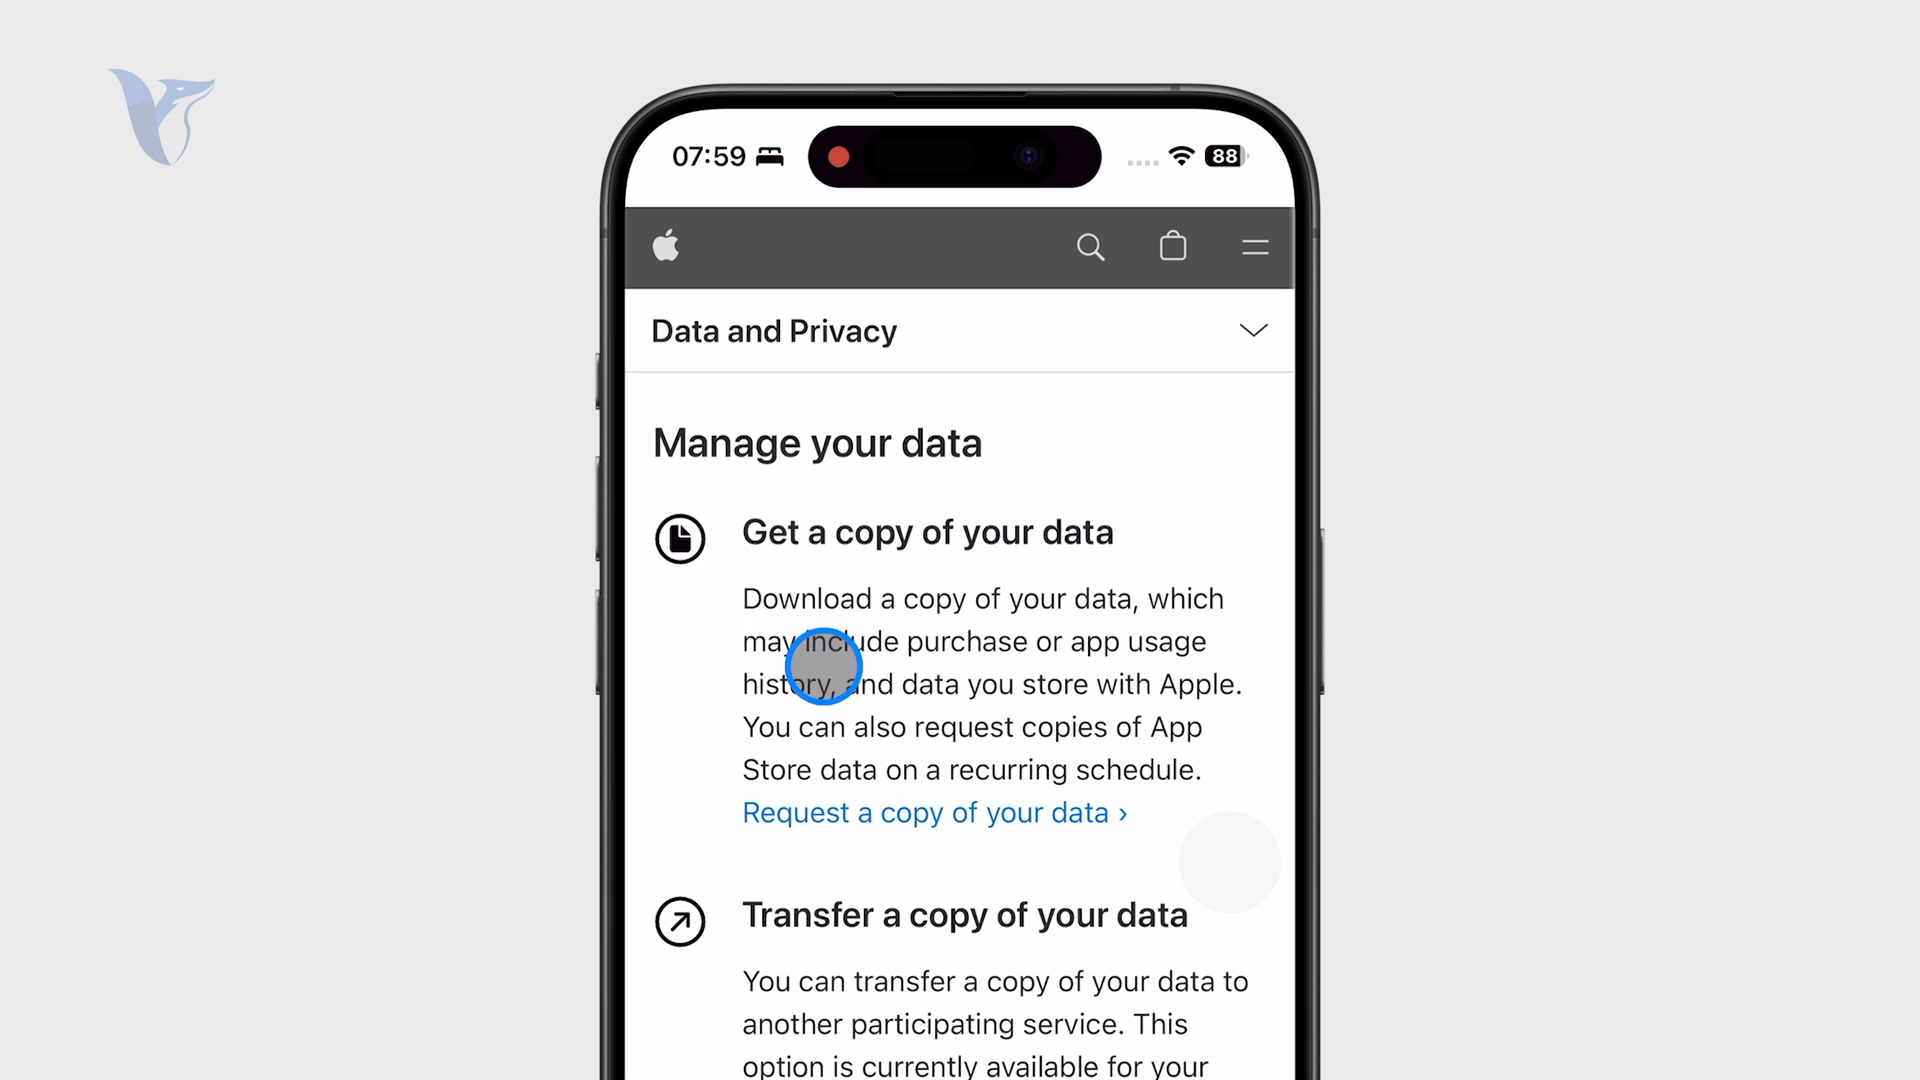 07:59
88
Data and Privacy
Manage your data
Get a copy of your data
Download a copy of your data, which
may include purchase or app usage
history, and data you store with Apple.
You can also request copies of App
Store data on a recurring schedule.
Request a copy of your data ›
Transfer a copy of your data
You can transfer a copy of your data to
another participating service. This
option is currently available for your